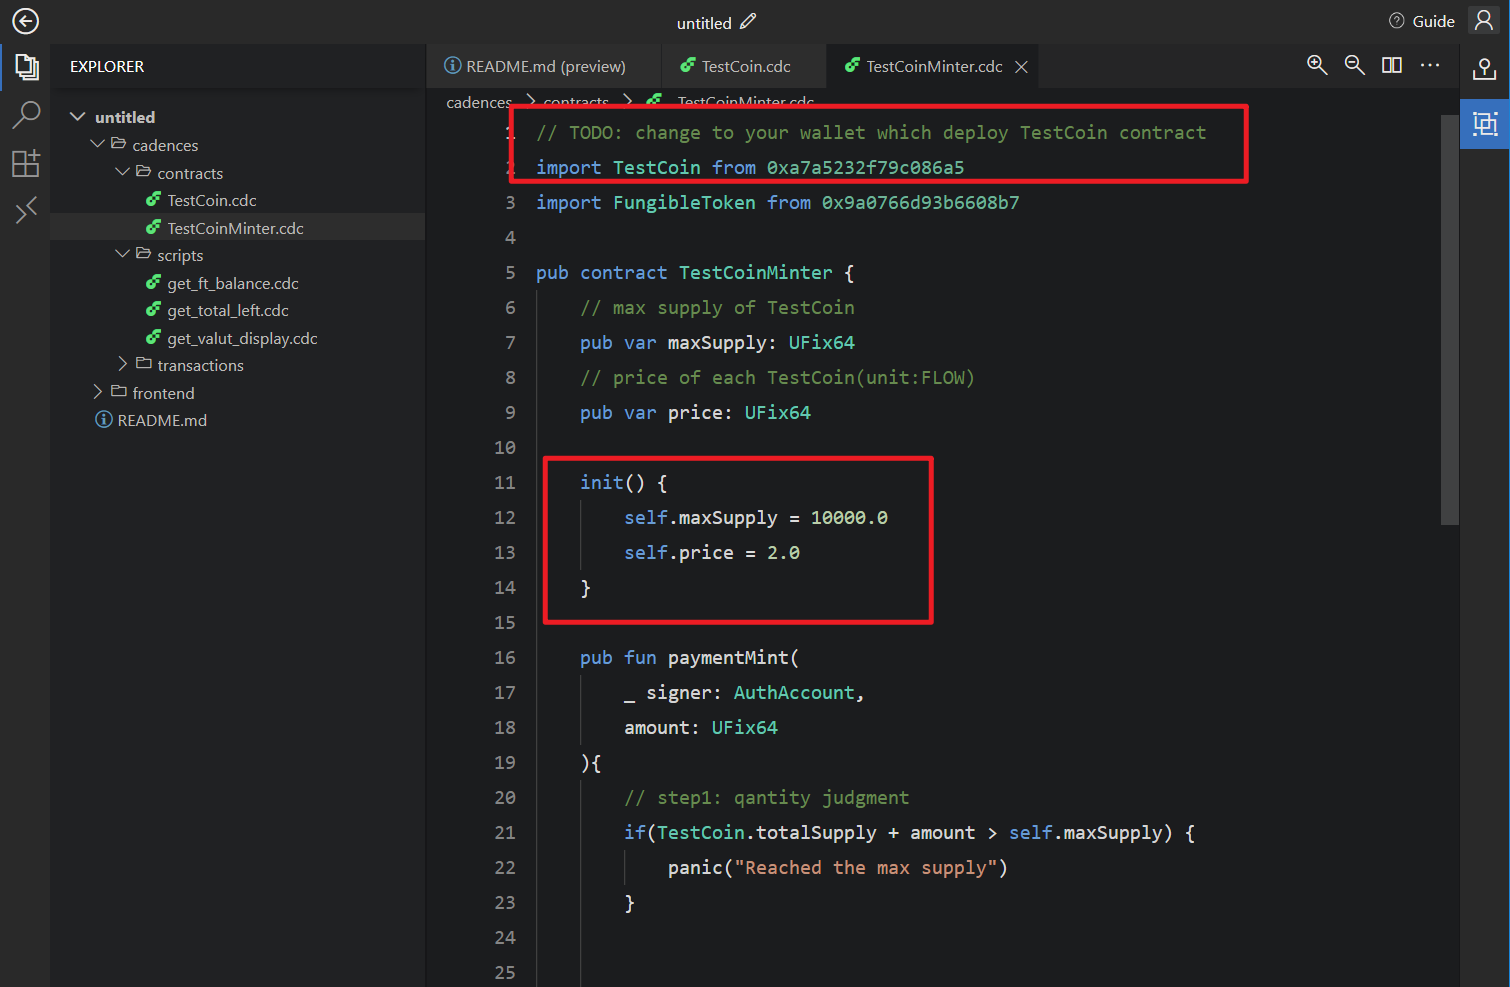 untitled
Guide
EXPLORER
README.md (preview)
TestCoin.cdc
TestCoinMinter.cdc
untitled
cadences
contracts
TestCoin.cdc
TestCoinMinter.cdc
scripts
get_ft_balance.cdc
get_total_left.cdc
get_valut_display.cdc
transactions
frontend
README.md
cadences > contracts > TestCoinMinter.cdc
1 // TODO: change to your wallet which deploy TestCoin contract
2 import TestCoin from 0xa7a5232f79c086a5
3 import FungibleToken from 0x9a0766d93b6608b7
4
5 pub contract TestCoinMinter {
6 // max supply of TestCoin
7 pub var maxSupply: UFix64
8 // price of each TestCoin(unit:FLOW)
9 pub var price: UFix64
10
11 init() {
12 self.maxSupply = 10000.0
13 self.price = 2.0
14 }
15
16 pub fun paymentMint(
17 _ signer: AuthAccount,
18 amount: UFix64
19 ){
20 // step1: qantity judgment
21 if(TestCoin.totalSupply + amount > self.maxSupply) {
22 panic("Reached the max supply")
23 }
24
25